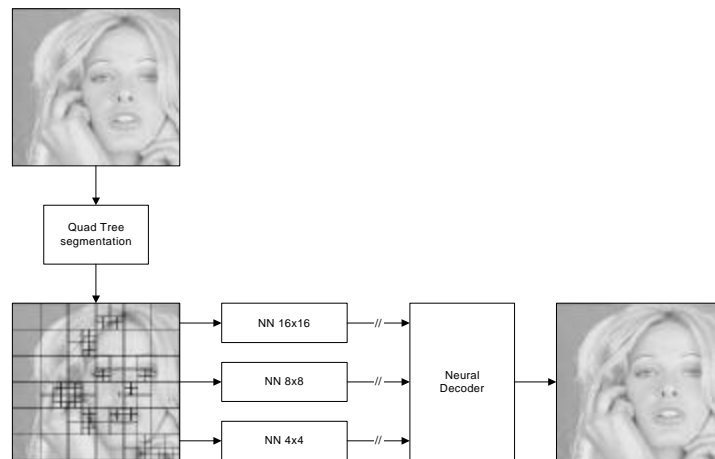 Quad Tree
segmentation
NN 16x16
//
NN 8x8
//
Neural
Decoder
NN 4x4
//